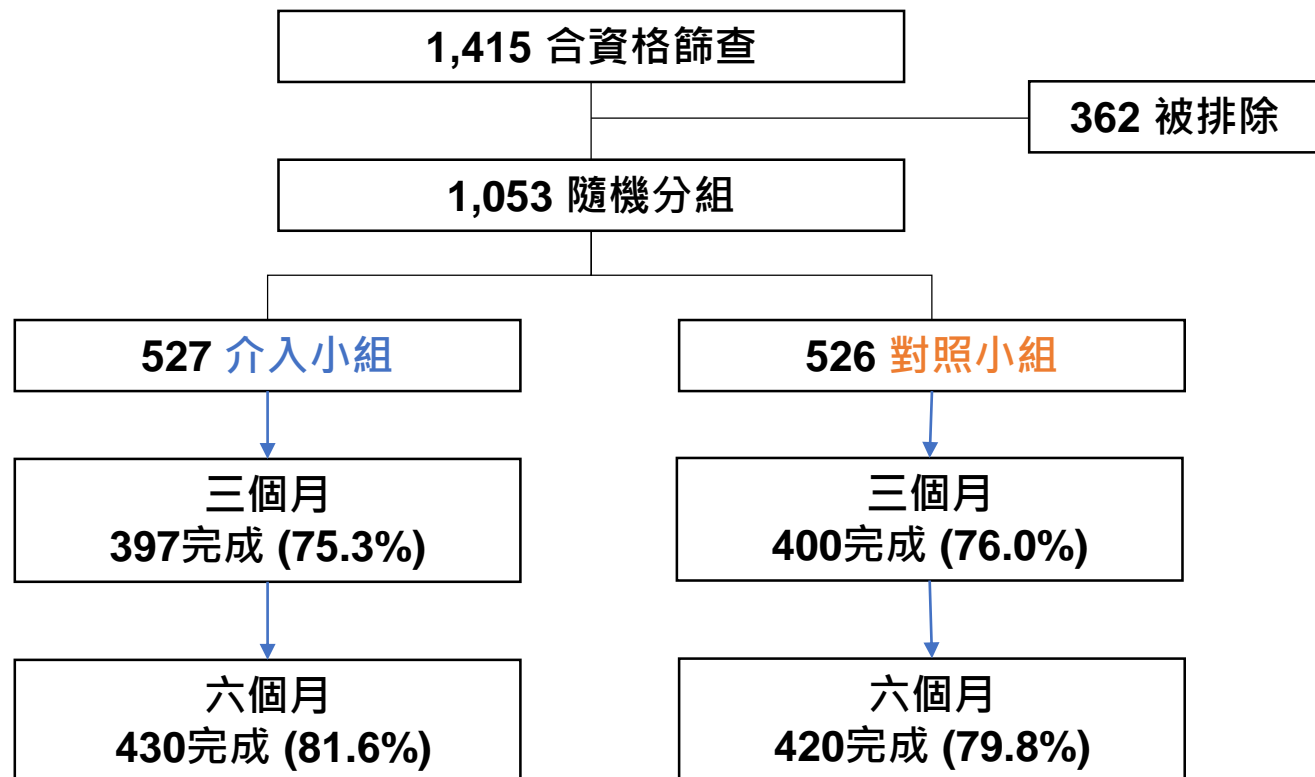 1,415 合資格篩查
362 被排除
1,053 隨機分組
527 介入小組
526 對照小組
三個月
397完成 (75.3%)
三個月
400完成 (76.0%)
六個月
430完成 (81.6%)
六個月
420完成 (79.8%)